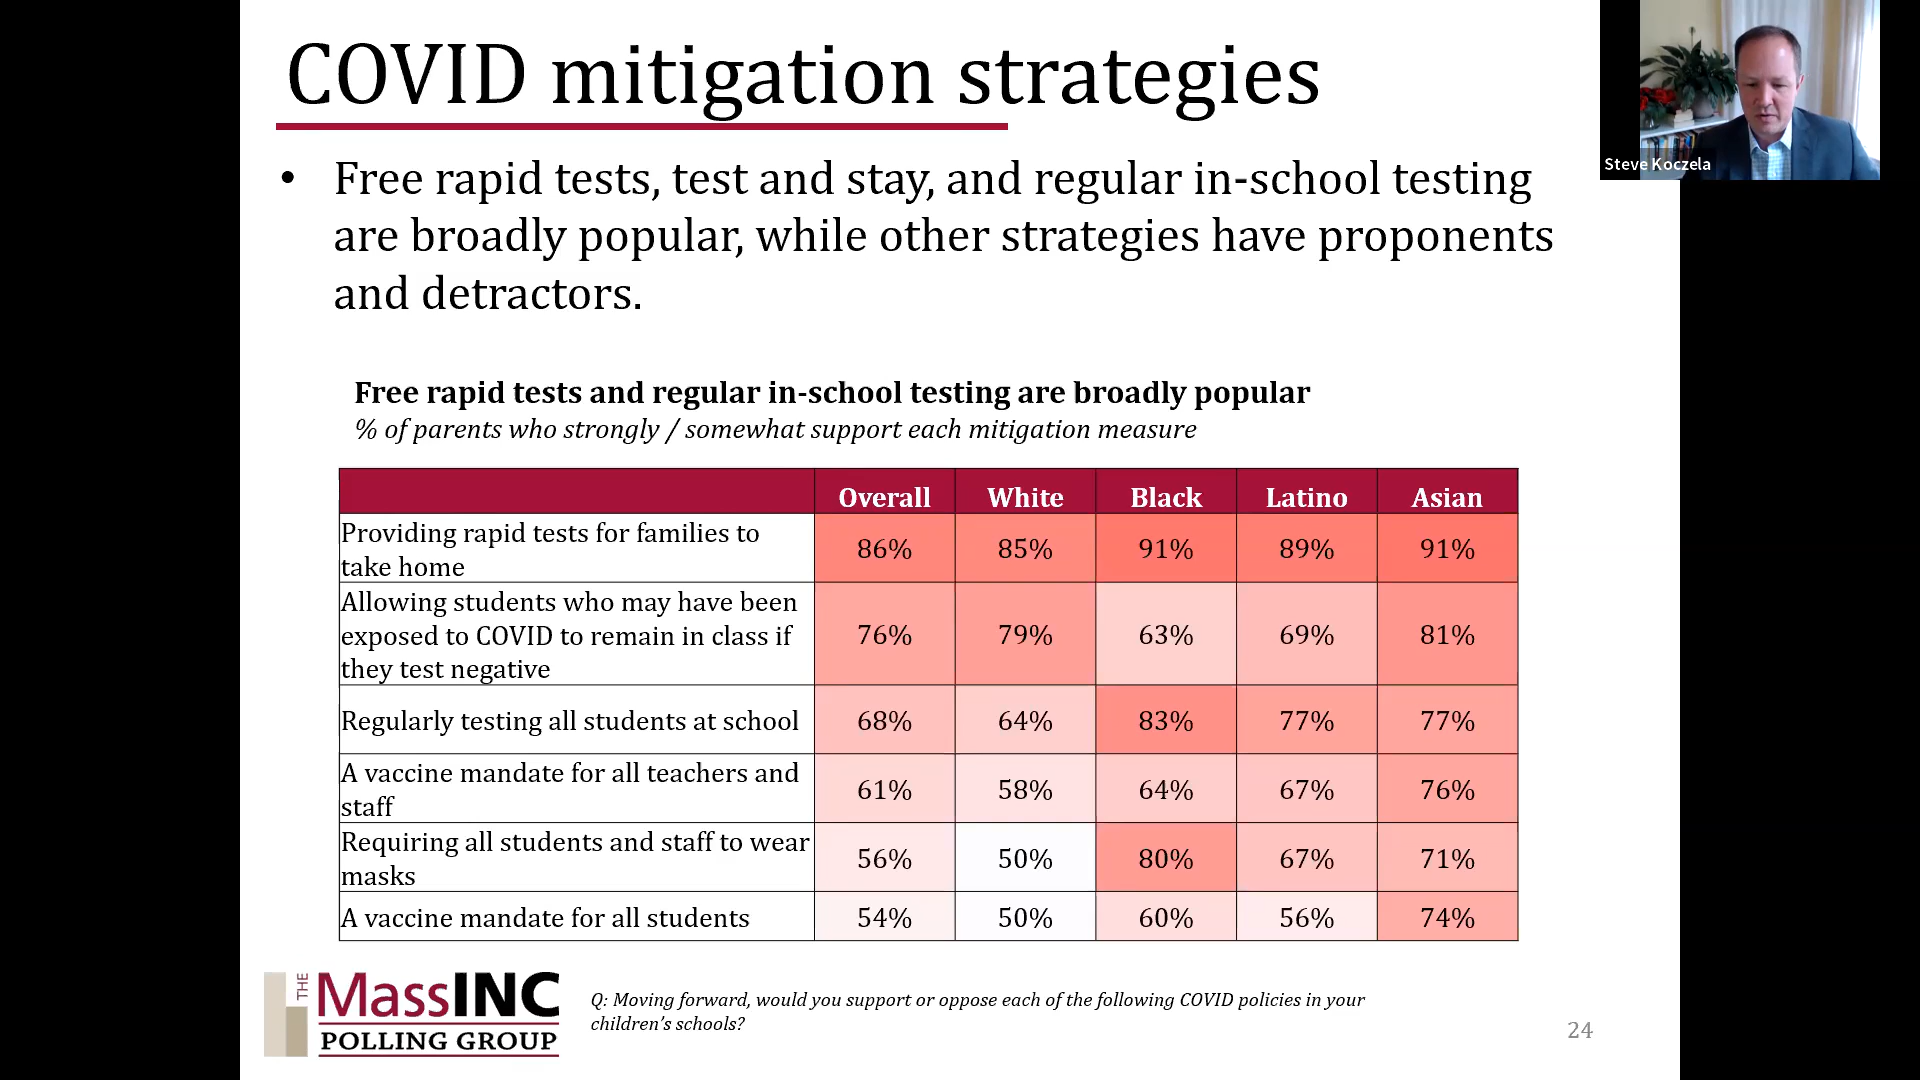 COVID mitigation strategies
Steve Koczela
• Free rapid tests, test and stay, and regular in-school testing
are broadly popular, while other strategies have proponents
and detractors.
Free rapid tests and regular in-school testing are broadly popular
% of parents who strongly / somewhat support each mitigation measure
Overall White Black Latino Asian
Providing rapid tests for families to
take home
86% 85% 91% 89% 91%
Allowing students who may have been
exposed to COVID to remain in class if
they test negative
76% 79% 63% 69% 81%
Regularly testing all students at school 68% 64% 83% 77% 77%
A vaccine mandate for all teachers and
staff
61% 58% 64% 67% 76%
Requiring all students and staff to wear
masks
56% 50% 80% 67% 71%
A vaccine mandate for all students 54% 50% 60% 56% 74%
THE
MassINC
POLLING GROUP
Q: Moving forward, would you support or oppose each of the following COVID policies in your
children’s schools?
24